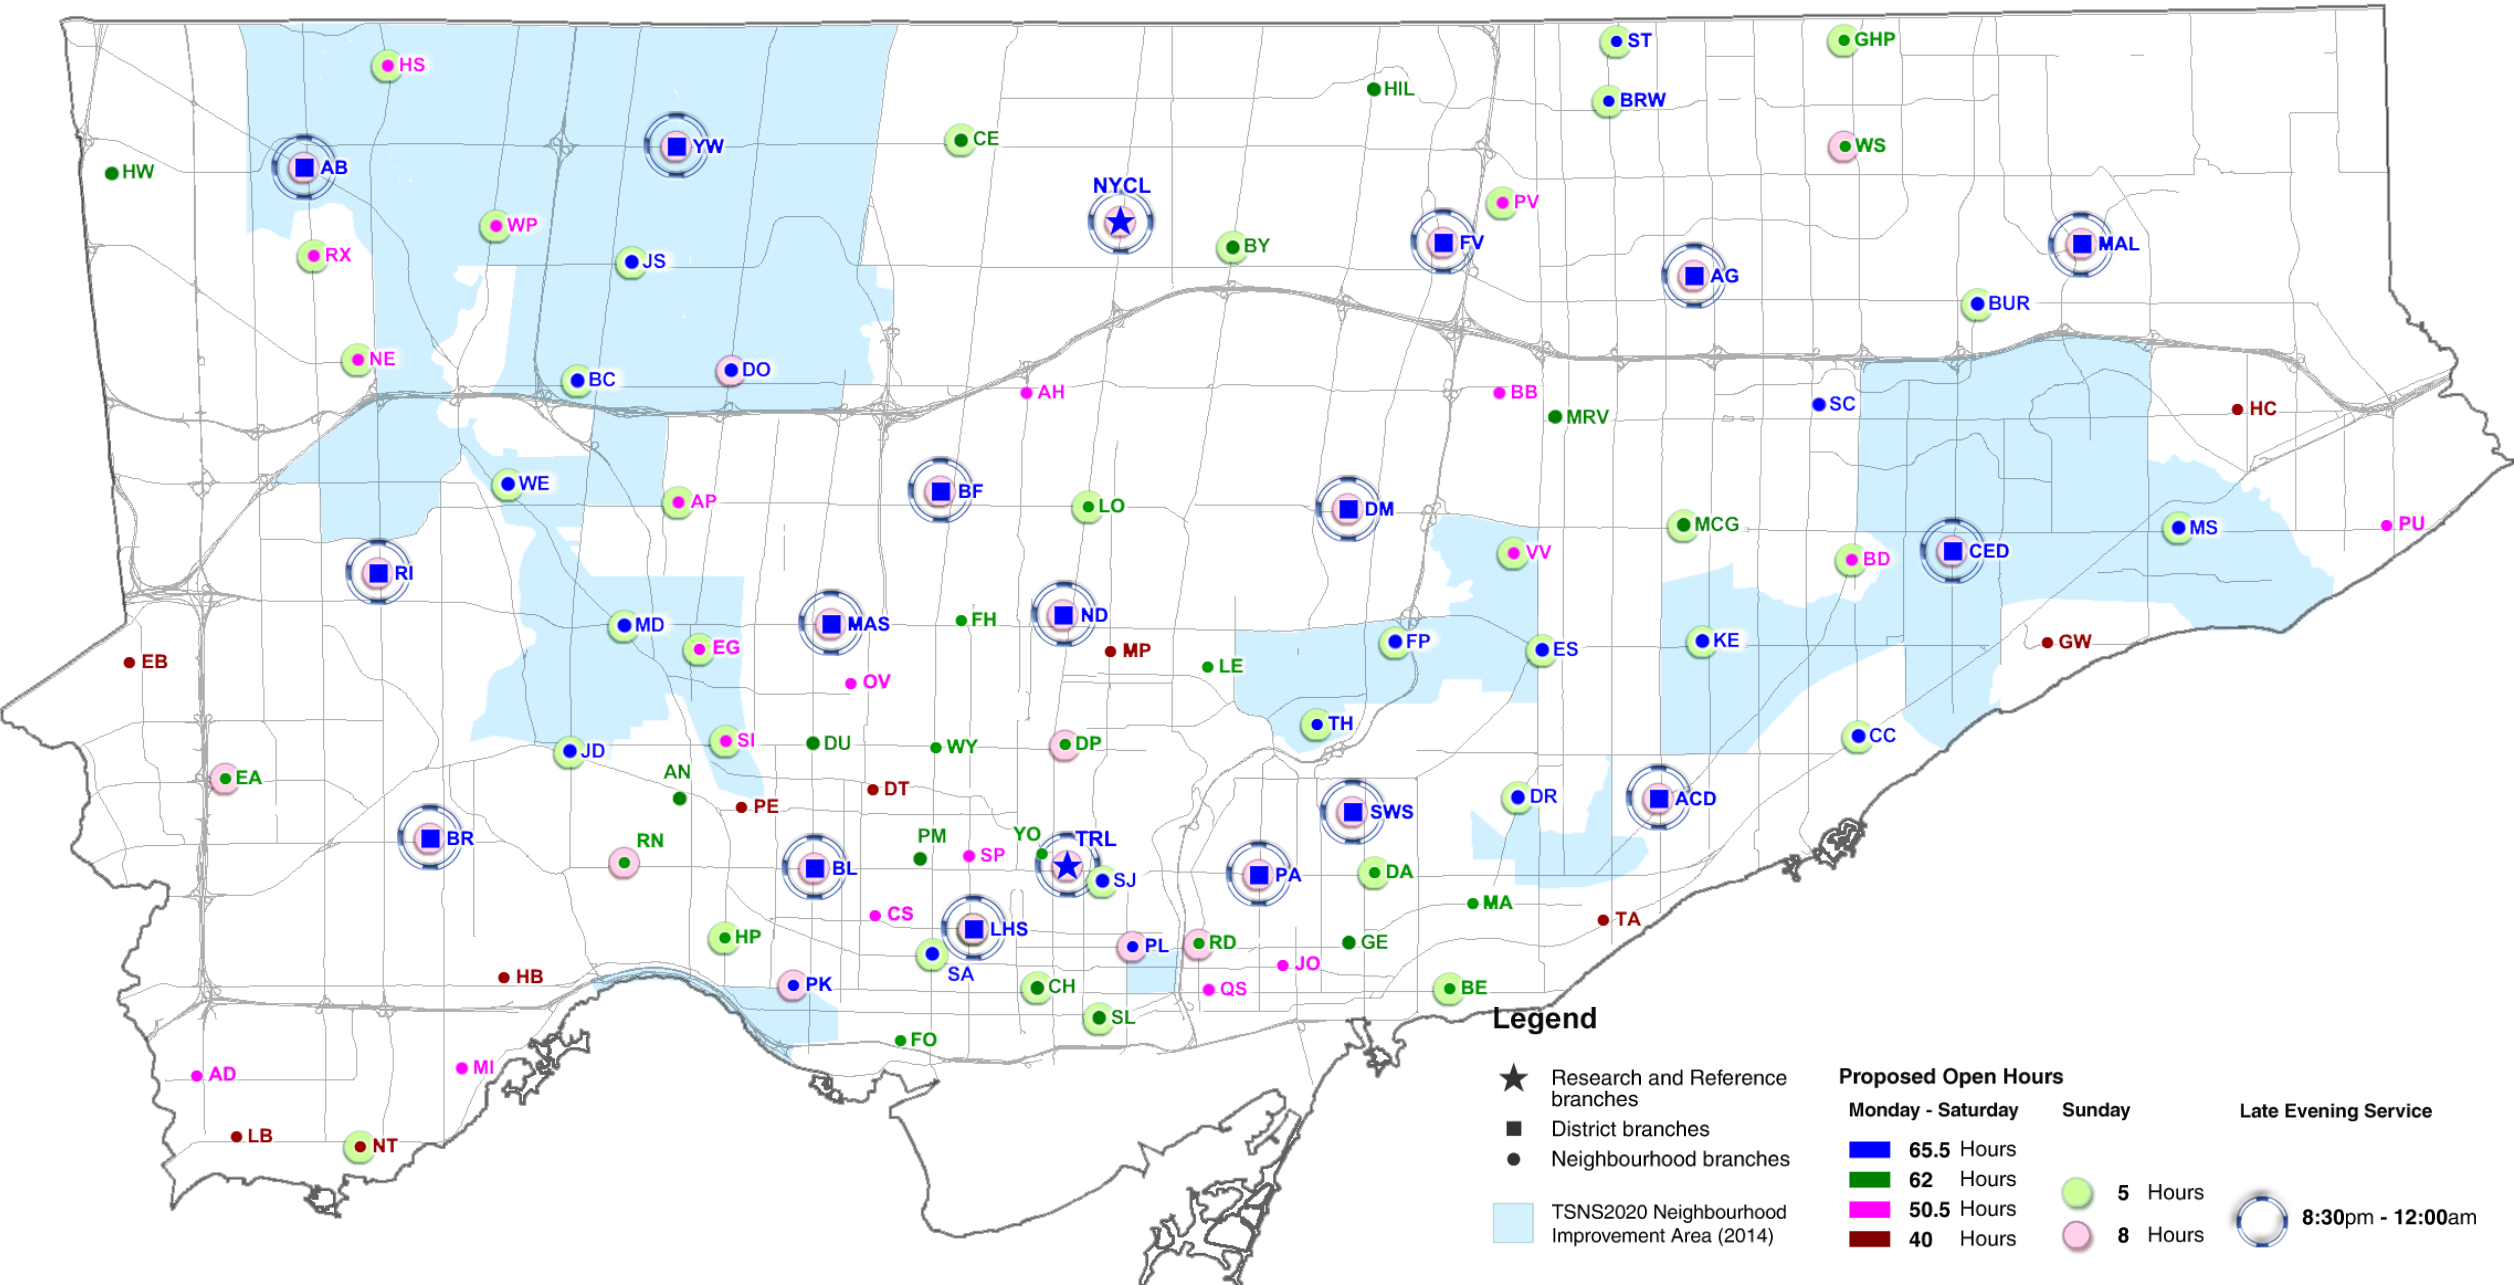 ST
GHP
HS
HIL
BRW
CE
YW
WS
AB
HW
NYCL
PV
WP
FV
MAL
BY
RX
JS
AG
BUR
NE
DO
BC
AH
BB
SC
HC
MRV
WE
BF
AP
LO
DM
MCG
PU
MS
VV
CED
BD
RI
ND
FH
MAS
MD
EG
MP
FP
KE
GW
ES
EB
LE
OV
TH
SI
DU
WY
DP
JD
CC
AN
EA
DT
PE
DR
ACD
SWS
PM
YO
TRL
BR
RN
SP
BL
SJ
PA
DA
CS
MA
TA
LHS
HP
PL
RD
GE
SA
HB
JO
PK
CH
QS
BE
SL
FO
MI
AD
LB
NT
Legend
Research and Reference
branches
District branches
Neighbourhood branches
TSNS2020 Neighbourhood
Improvement Area (2014)
Proposed Open Hours
Monday - Saturday
65.5 Hours
62 Hours
50.5 Hours
40 Hours
Sunday
5 Hours
8 Hours
Late Evening Service
8:30pm - 12:00am